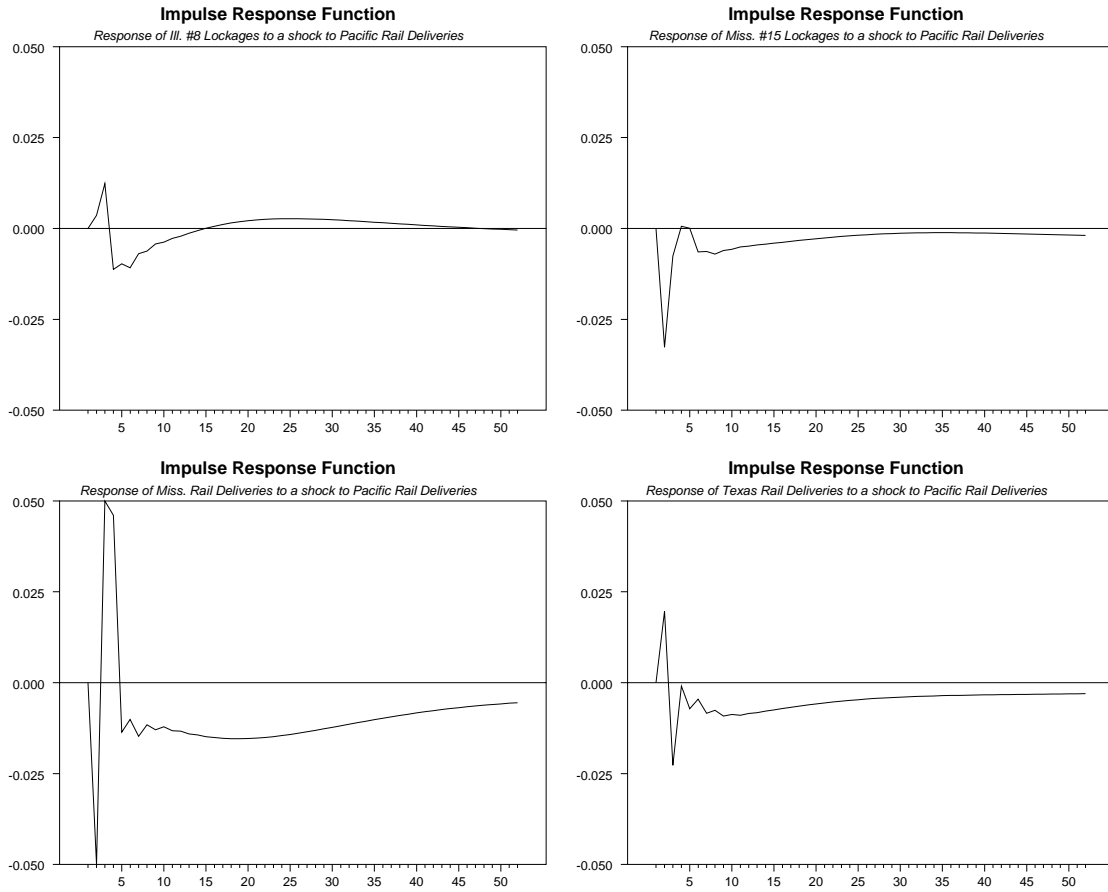 Impulse Response Function
Response of Ill. #8 Lockages to a shock to Pacific Rail Deliveries
0.050
0.025
0.000
-0.025
-0.050
5 10 15 20 25 30 35 40 45 50
Impulse Response Function
Response of Miss. #15 Lockages to a shock to Pacific Rail Deliveries
0.050
0.025
0.000
-0.025
-0.050
5 10 15 20 25 30 35 40 45 50
Impulse Response Function
Response of Miss. Rail Deliveries to a shock to Pacific Rail Deliveries
0.050
0.025
0.000
-0.025
-0.050
5 10 15 20 25 30 35 40 45 50
Impulse Response Function
Response of Texas Rail Deliveries to a shock to Pacific Rail Deliveries
0.050
0.025
0.000
-0.025
-0.050
5 10 15 20 25 30 35 40 45 50